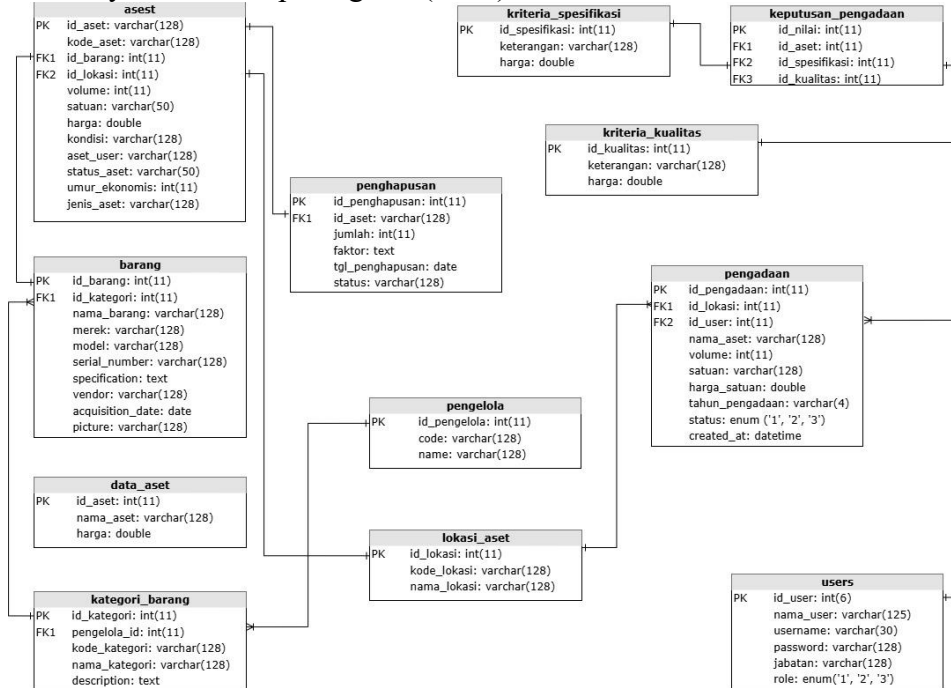 asest
PK id_aset: varchar(128)
kode_aset: varchar(128)
FK1 id_barang: int(11)
FK2 id_lokasi: int(11)
volume: int(11)
satuan: varchar(50)
harga: double
kondisi: varchar(128)
aset_user: varchar(128)
status_aset: varchar(50)
umur_ekonomis: int(11)
jenis_aset: varchar(128)
kriteria_spesifikasi
PK id_spesifikasi: int(11)
keterangan: varchar(128)
harga: double
keputusan_pengadaan
PK id_nilai: int(11)
FK1 id_aset: int(11)
FK2 id_spesifikasi: int(11)
FK3 id_kualitas: int(11)
kriteria_kualitas
PK id_kualitas: int(11)
keterangan: varchar(128)
harga: double
penghapusan
PK id_penghapusan: int(11)
FK1 id_aset: varchar(128)
jumlah: int(11)
faktor: text
tgl_penghapusan: date
status: varchar(128)
barang
PK id_barang: int(11)
FK1 id_kategori: int(11)
nama_barang: varchar(128)
merek: varchar(128)
model: varchar(128)
serial_number: varchar(128)
specification: text
vendor: varchar(128)
acquisition_date: date
picture: varchar(128)
pengadaan
PK id_pengadaan: int(11)
FK1 id_lokasi: int(11)
FK2 id_user: int(11)
nama_aset: varchar(128)
volume: int(11)
satuan: varchar(128)
harga_satuan: double
tahun_pengadaan: varchar(4)
status: enum ('1', '2', '3')
created_at: datetime
pengelola
PK id_pengelola: int(11)
code: varchar(128)
name: varchar(128)
data_aset
PK id_aset: int(11)
nama_aset: varchar(128)
harga: double
lokasi_aset
PK id_lokasi: int(11)
kode_lokasi: varchar(128)
nama_lokasi: varchar(128)
kategori_barang
PK id_kategori: int(11)
FK1 pengelola_id: int(11)
kode_kategori: varchar(128)
nama_kategori: varchar(128)
description: text
users
PK id_user: int(6)
nama_user: varchar(125)
username: varchar(30)
password: varchar(128)
jabatan: varchar(128)
role: enum('1', '2', '3')